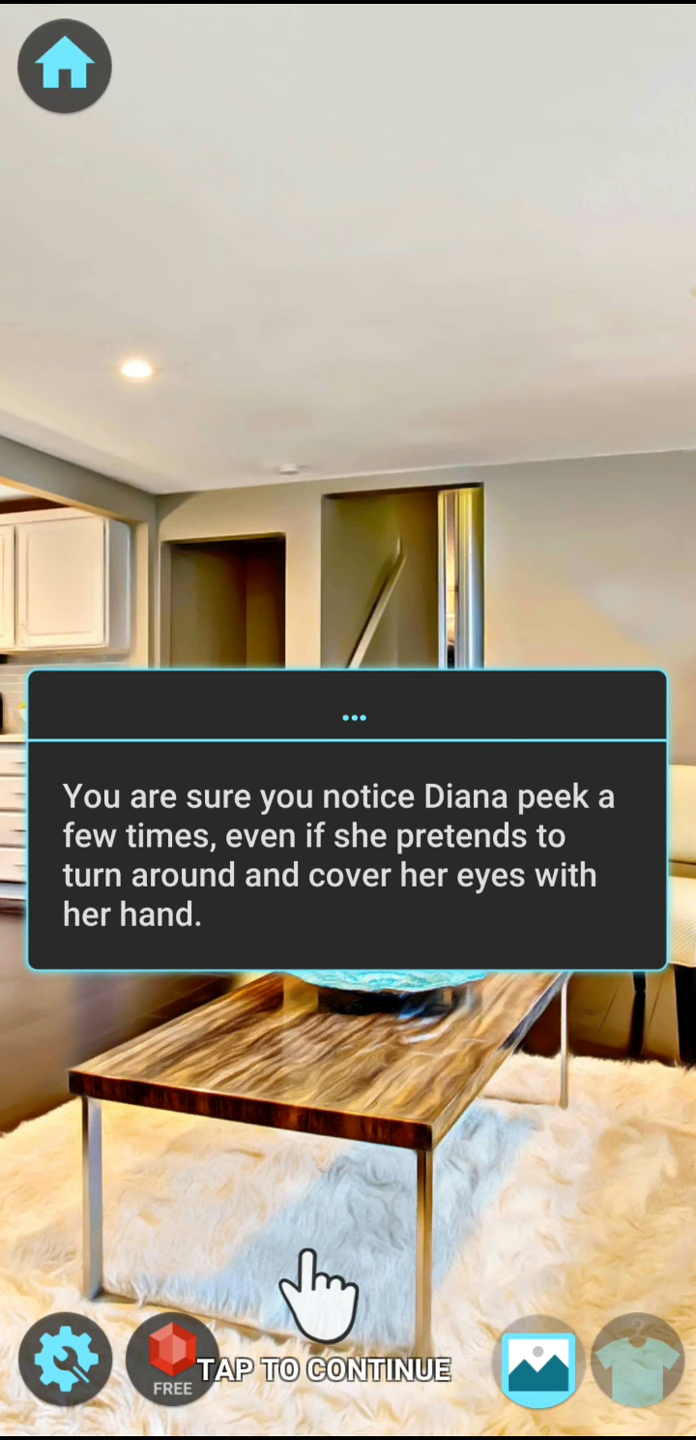 ...
You are sure you notice Diana peek a
few times, even if she pretends to
turn around and cover her eyes with
her hand.
FREE
TAP TO CONTINUE